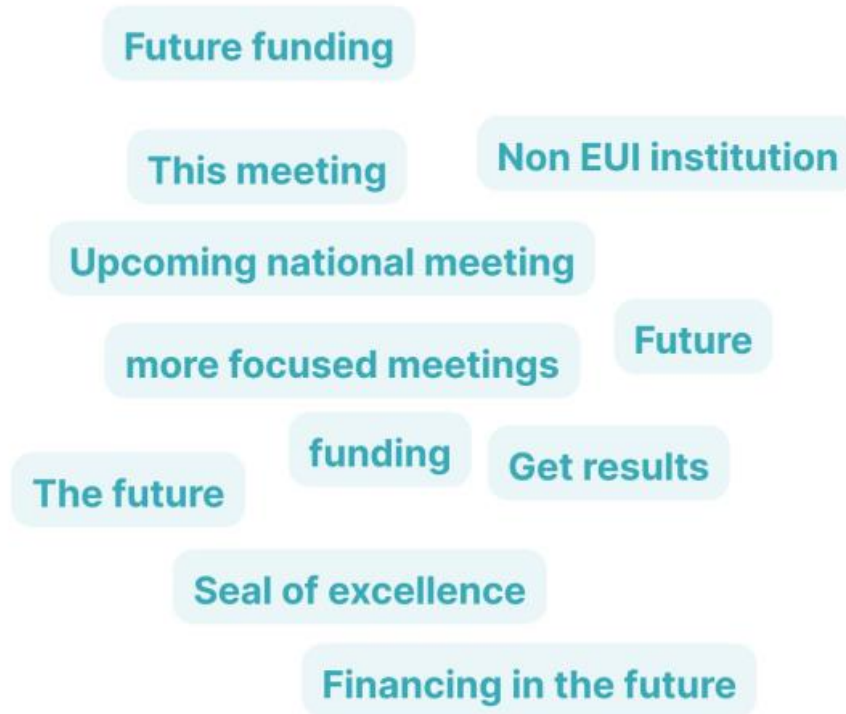 Future funding
Non EUI institution
This meeting
Upcoming national meeting
Future
more focused meetings
funding
Get results
The future
Seal of excellence
Financing in the future